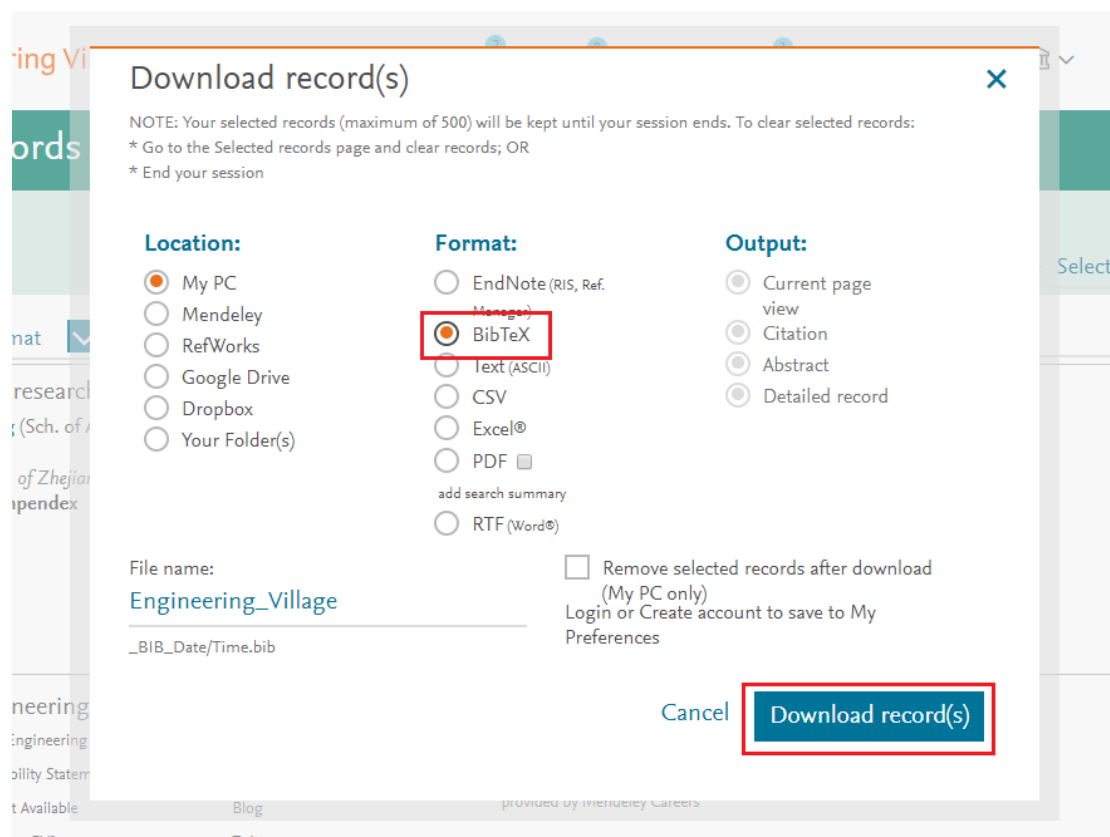 ring Vi
Download record(s)
NOTE: Your selected records (maximum of 500) will be kept until your session ends. To clear selected records:
* Go to the Selected records page and clear records; OR
* End your session
ords
Location:
My PC
Mendeley
RefWorks
Google Drive
Dropbox
Your Folder(s)
Format:
EndNote (RIS, Ref.
Manager)
BibTeX
Text (ASCII)
CSV
Excel®
PDF
add search summary
RTF (Word®)
Output:
Current page
view
Citation
Abstract
Detailed record
Select
mat
research
(Sch. of A
of Zhejian
npendex
File name:
Engineering_Village
_BIB_Date/Time.bib
Remove selected records after download
(My PC only)
Login or Create account to save to My
Preferences
Cancel
Download record(s)
neering
Engineering
bility Statem
t Available
Blog
provided by Mendeley Careers